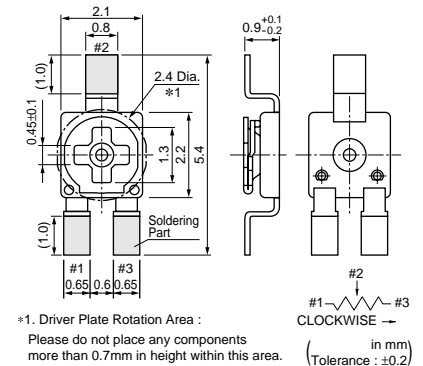 2.1
0.8
#2
0.9 +0.1 -0.2
(1.0)
2.4 Dia.
*1
0.45±0.1
1.3
2.2
5.4
(1.0)
Soldering
Part
#1
#3
0.65
0.6
0.65
#2
#1
#3
CLOCKWISE →
*1. Driver Plate Rotation Area :
Please do not place any components
more than 0.7mm in height within this area.
( in mm
Tolerance : ±0.2 )